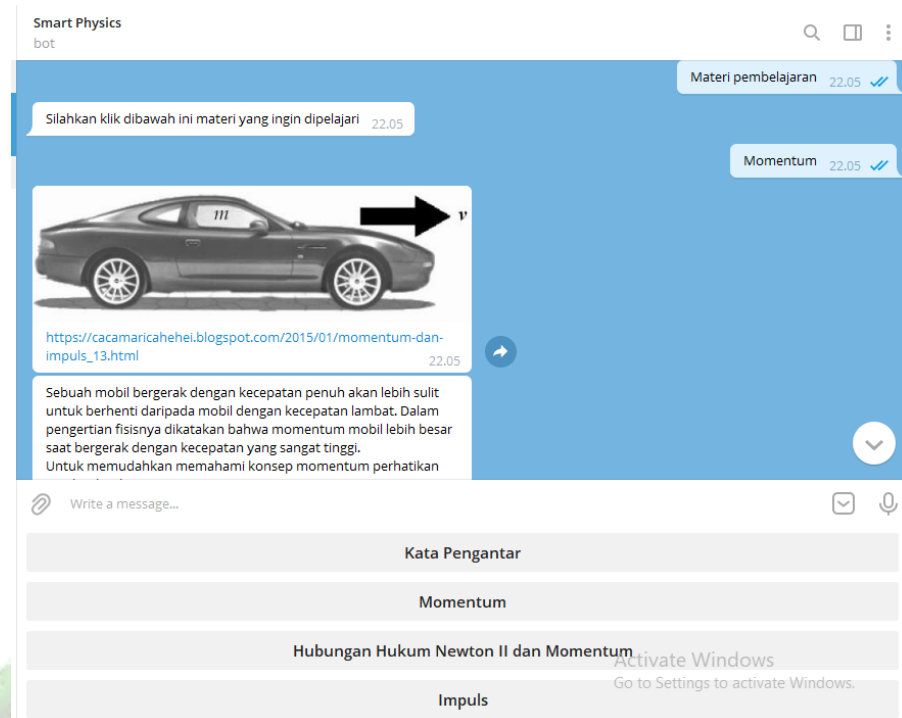 Smart Physics
bot
Materi pembelajaran 22.05
Silahkan klik dibawah ini materi yang ingin dipelajari 22.05
Momentum 22.05
m
v
https://cacamaricahehei.blogspot.com/2015/01/momentum-dan-
impuls_13.html 22.05
Sebuah mobil bergerak dengan kecepatan penuh akan lebih sulit
untuk berhenti daripada mobil dengan kecepatan lambat. Dalam
pengertian fisisnya dikatakan bahwa momentum mobil lebih besar
saat bergerak dengan kecepatan yang sangat tinggi.
Untuk memudahkan memahami konsep momentum perhatikan
Write a message...
Kata Pengantar
Momentum
Hubungan Hukum Newton II dan Momentum
Activate Windows
Go to Settings to activate Windows.
Impuls